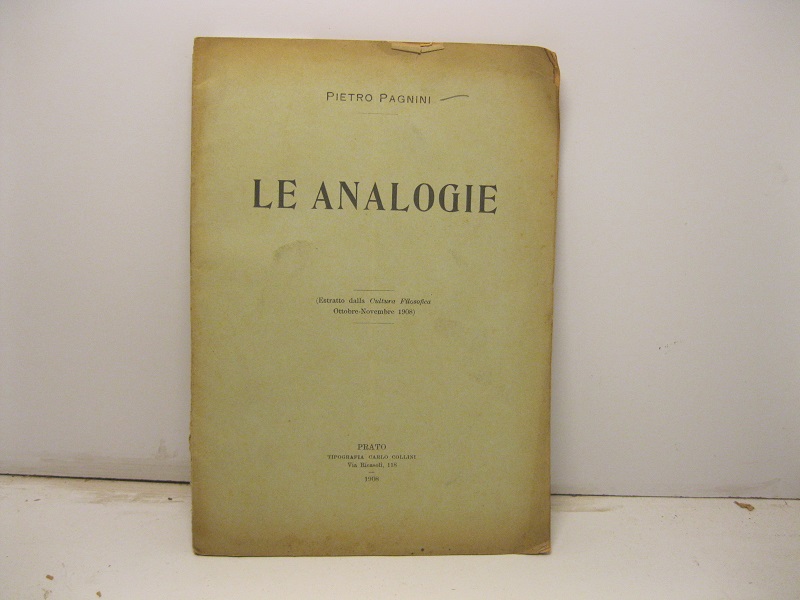 PIETRO PAGNINI
LE ANALOGIE
(Estratto dalla Cultura Filosofica
Ottobre-Novembre 1908)
PRATO
TIPOGRAFIA CARLO COLLINI
Via Ricasoli, 118
1908